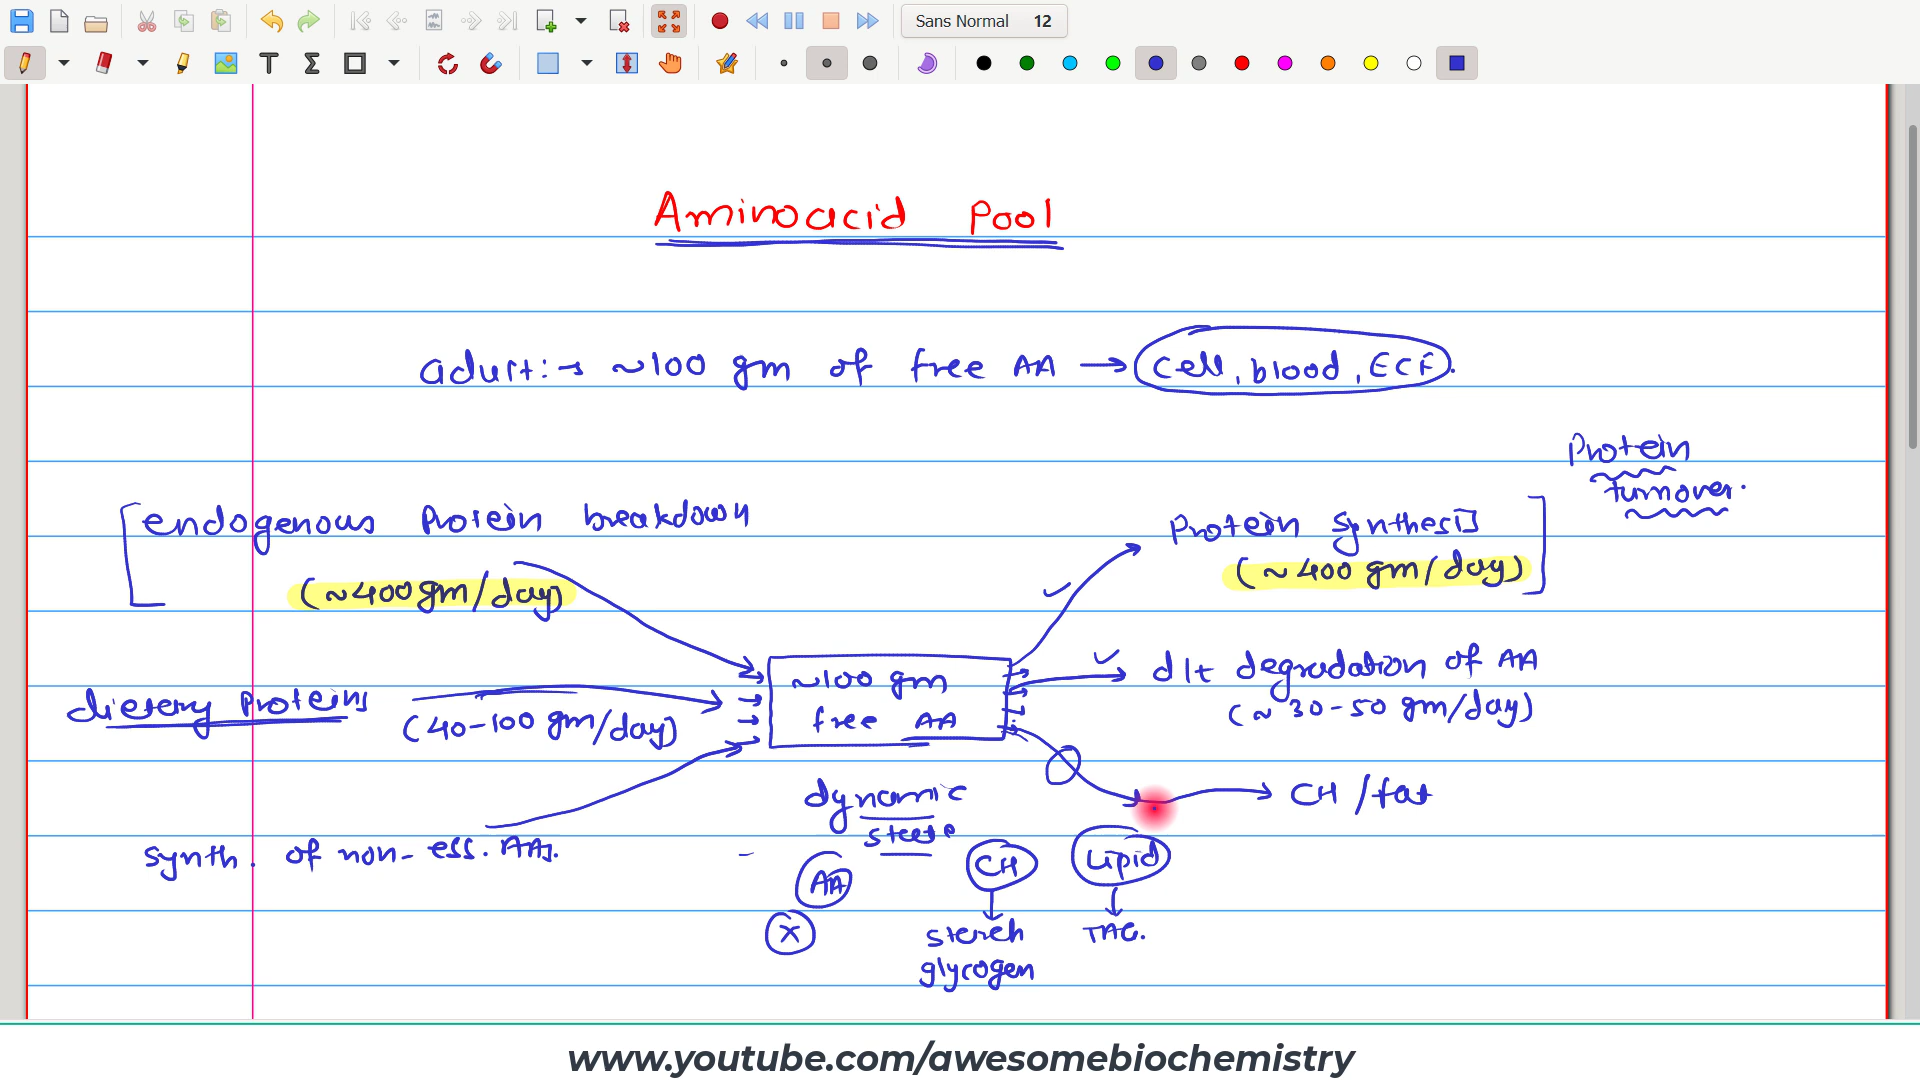 Sans Normal 12
Aminoacid Pool
adult:→ ~100 gm of free AA → cell, blood, ECF.
Protein
turnover.
endogenous Protein breakdown
(~400gm/day)
Protein synthesis
(~400 gm/day)
dietery Proteins
(40-100 gm/day)
~100 gm
free AA
d/t degradation of AA
(~30-50 gm/day)
CH/fat
dynamic
state
synth. of non-ess. AAs.
AA
CH
Lipid
X
starch
glycogen
TAG.
www.youtube.com/awesomebiochemistry